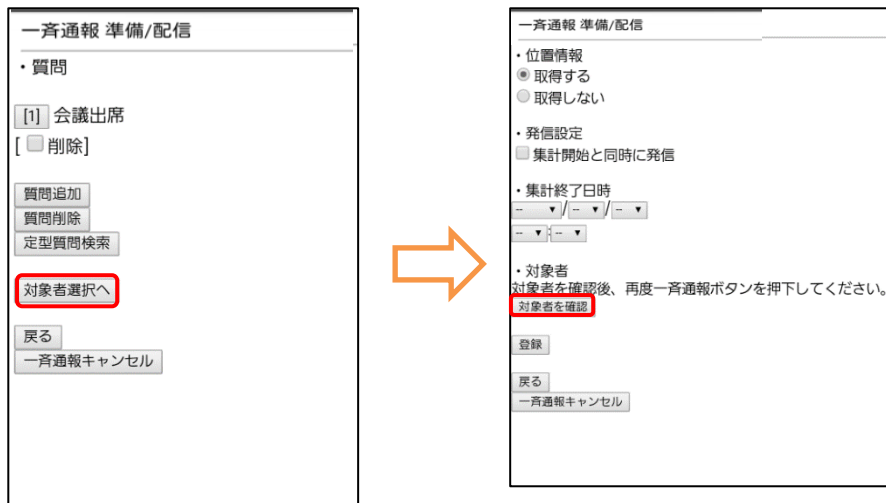 一斉通報 準備/配信
・質問
[1] 会議出席
[ 削除]
質問追加
質問削除
定型質問検索
対象者選択へ
戻る
一斉通報キャンセル
一斉通報 準備/配信
・位置情報
取得する
取得しない
・発信設定
集計開始と同時に発信
・集計終了日時
-- / -- / --
-- : --
・対象者
対象者を確認後、再度一斉通報ボタンを押下してください。
対象者を確認
登録
戻る
一斉通報キャンセル